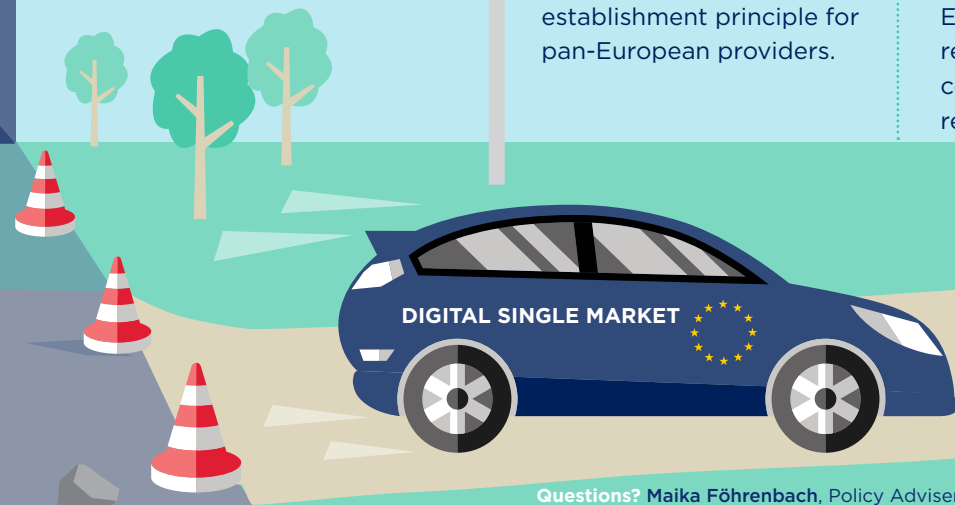 establishment principle for
pan-European providers.
DIGITAL SINGLE MARKET
Questions? Maika Föhrenbach, Policy Adviser